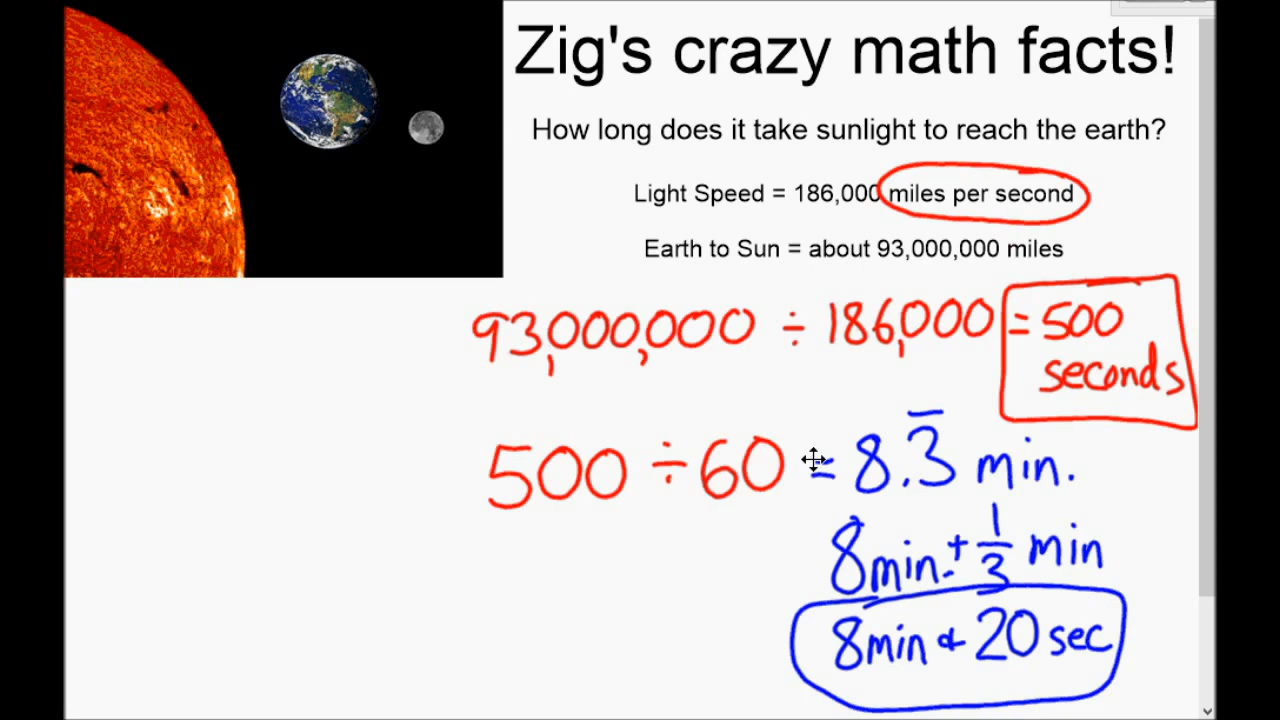 Zig's crazy math facts!
How long does it take sunlight to reach the earth?
Light Speed = 186,000 miles per second
Earth to Sun = about 93,000,000 miles
93,000,000 ÷ 186,000 = 500
seconds
500 ÷ 60 = 8.3̅ min.
8 min. + 1/3 min
8 min & 20 sec